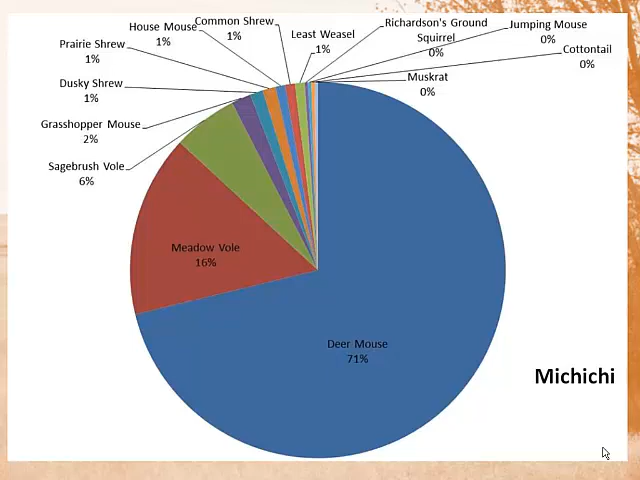 Common Shrew
1%
House Mouse
1%
Prairie Shrew
1%
Dusky Shrew
1%
Grasshopper Mouse
2%
Sagebrush Vole
6%
Least Weasel
1%
Richardson's Ground
Squirrel
0%
Jumping Mouse
0%
Cottontail
0%
Muskrat
0%
Meadow Vole
16%
Deer Mouse
71%
Michichi